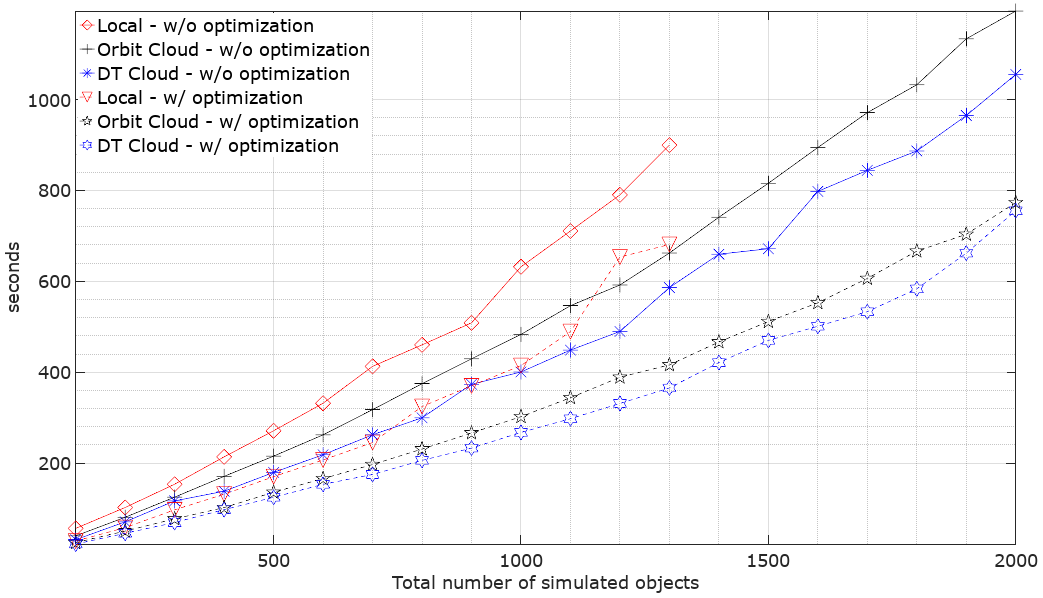 Local - w/o optimization
Orbit Cloud - w/o optimization
DT Cloud - w/o optimization
Local - w/ optimization
Orbit Cloud - w/ optimization
DT Cloud - w/ optimization
1000
800
600
400
200
seconds
500 1000 1500 2000
Total number of simulated objects